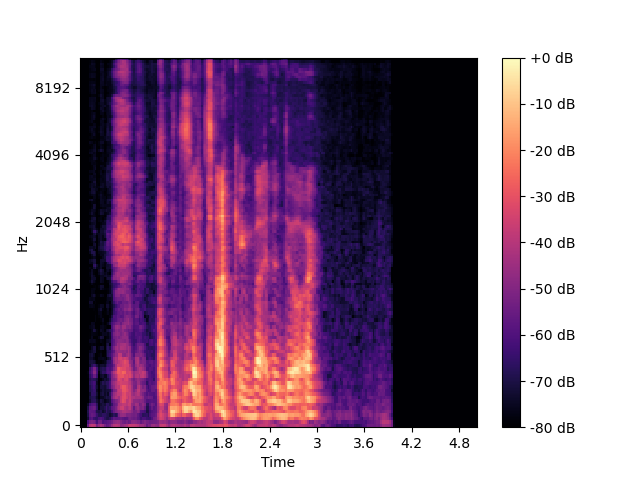 8192
4096
2048
1024
512
0
Hz
0 0.6 1.2 1.8 2.4 3 3.6 4.2 4.8
Time
+0 dB
-10 dB
-20 dB
-30 dB
-40 dB
-50 dB
-60 dB
-70 dB
-80 dB